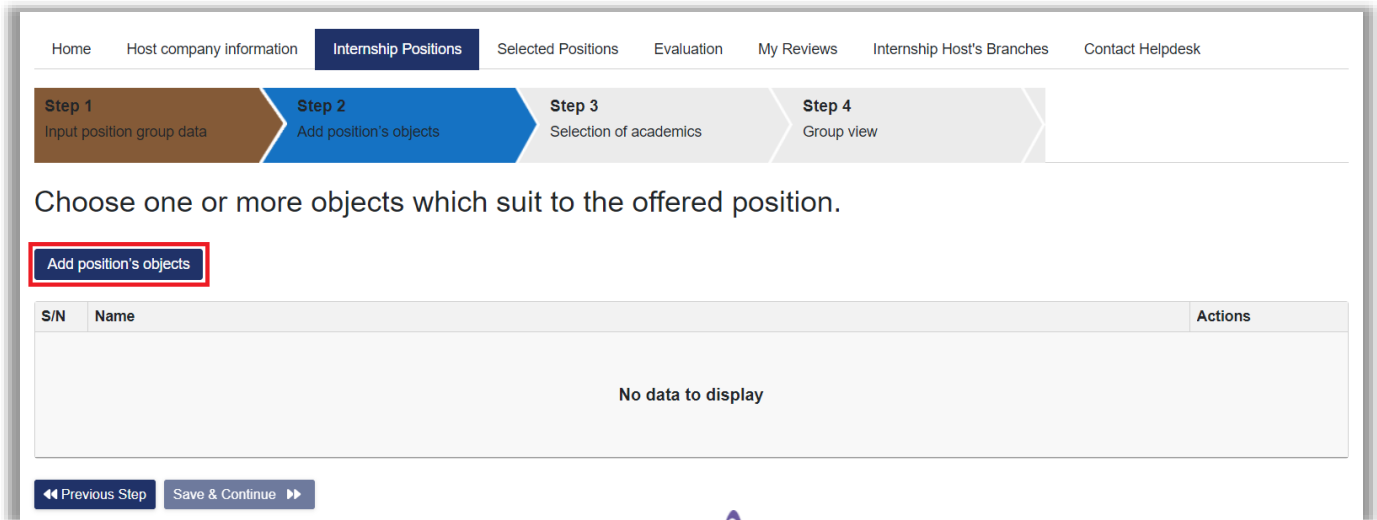 Home Host company information Internship Positions Selected Positions Evaluation My Reviews Internship Host's Branches Contact Helpdesk
Step 1 Step 2 Step 3 Step 4
Input position group data Add position's objects Selection of academics Group view
Choose one or more objects which suit to the offered position.
Add position's objects
S/N Name Actions
No data to display
Previous Step Save & Continue